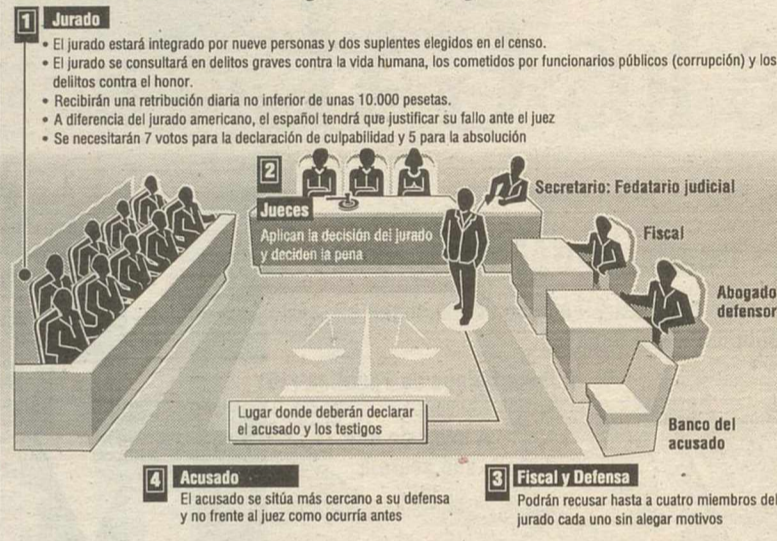 1 Jurado
• El jurado estará integrado por nueve personas y dos suplentes elegidos en el censo.
• El jurado se consultará en delitos graves contra la vida humana, los cometidos por funcionarios públicos (corrupción) y los
deliitos contra el honor.
• Recibirán una retribución diaria no inferior de unas 10.000 pesetas.
• A diferencia del jurado americano, el español tendrá que justificar su fallo ante el juez
• Se necesitarán 7 votos para la declaración de culpabilidad y 5 para la absolución
2
Jueces
Aplican la decisión del jurado
y deciden la pena
Secretario: Fedatario judicial
Fiscal
Abogado
defensor
Lugar donde deberán declarar
el acusado y los testigos
Banco del
acusado
4 Acusado
El acusado se sitúa más cercano a su defensa
y no frente al juez como ocurría antes
3 Fiscal y Defensa
Podrán recusar hasta a cuatro miembros del
jurado cada uno sin alegar motivos